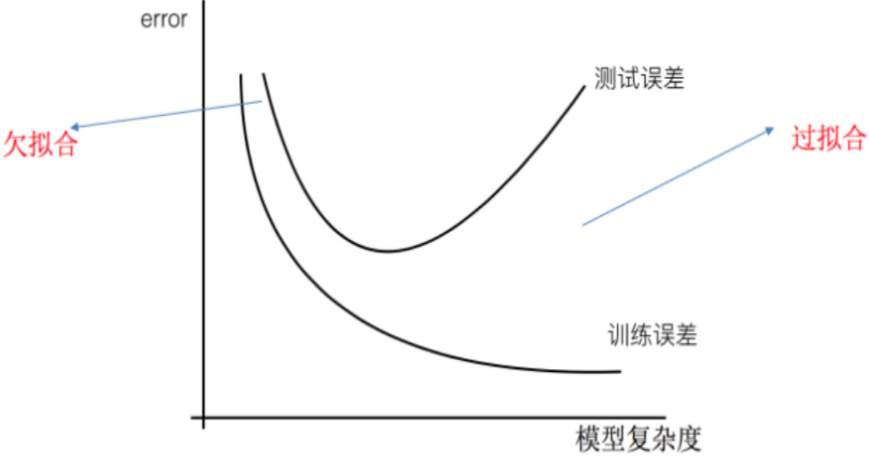 error
测试误差
欠拟合
过拟合
训练误差
模型复杂度